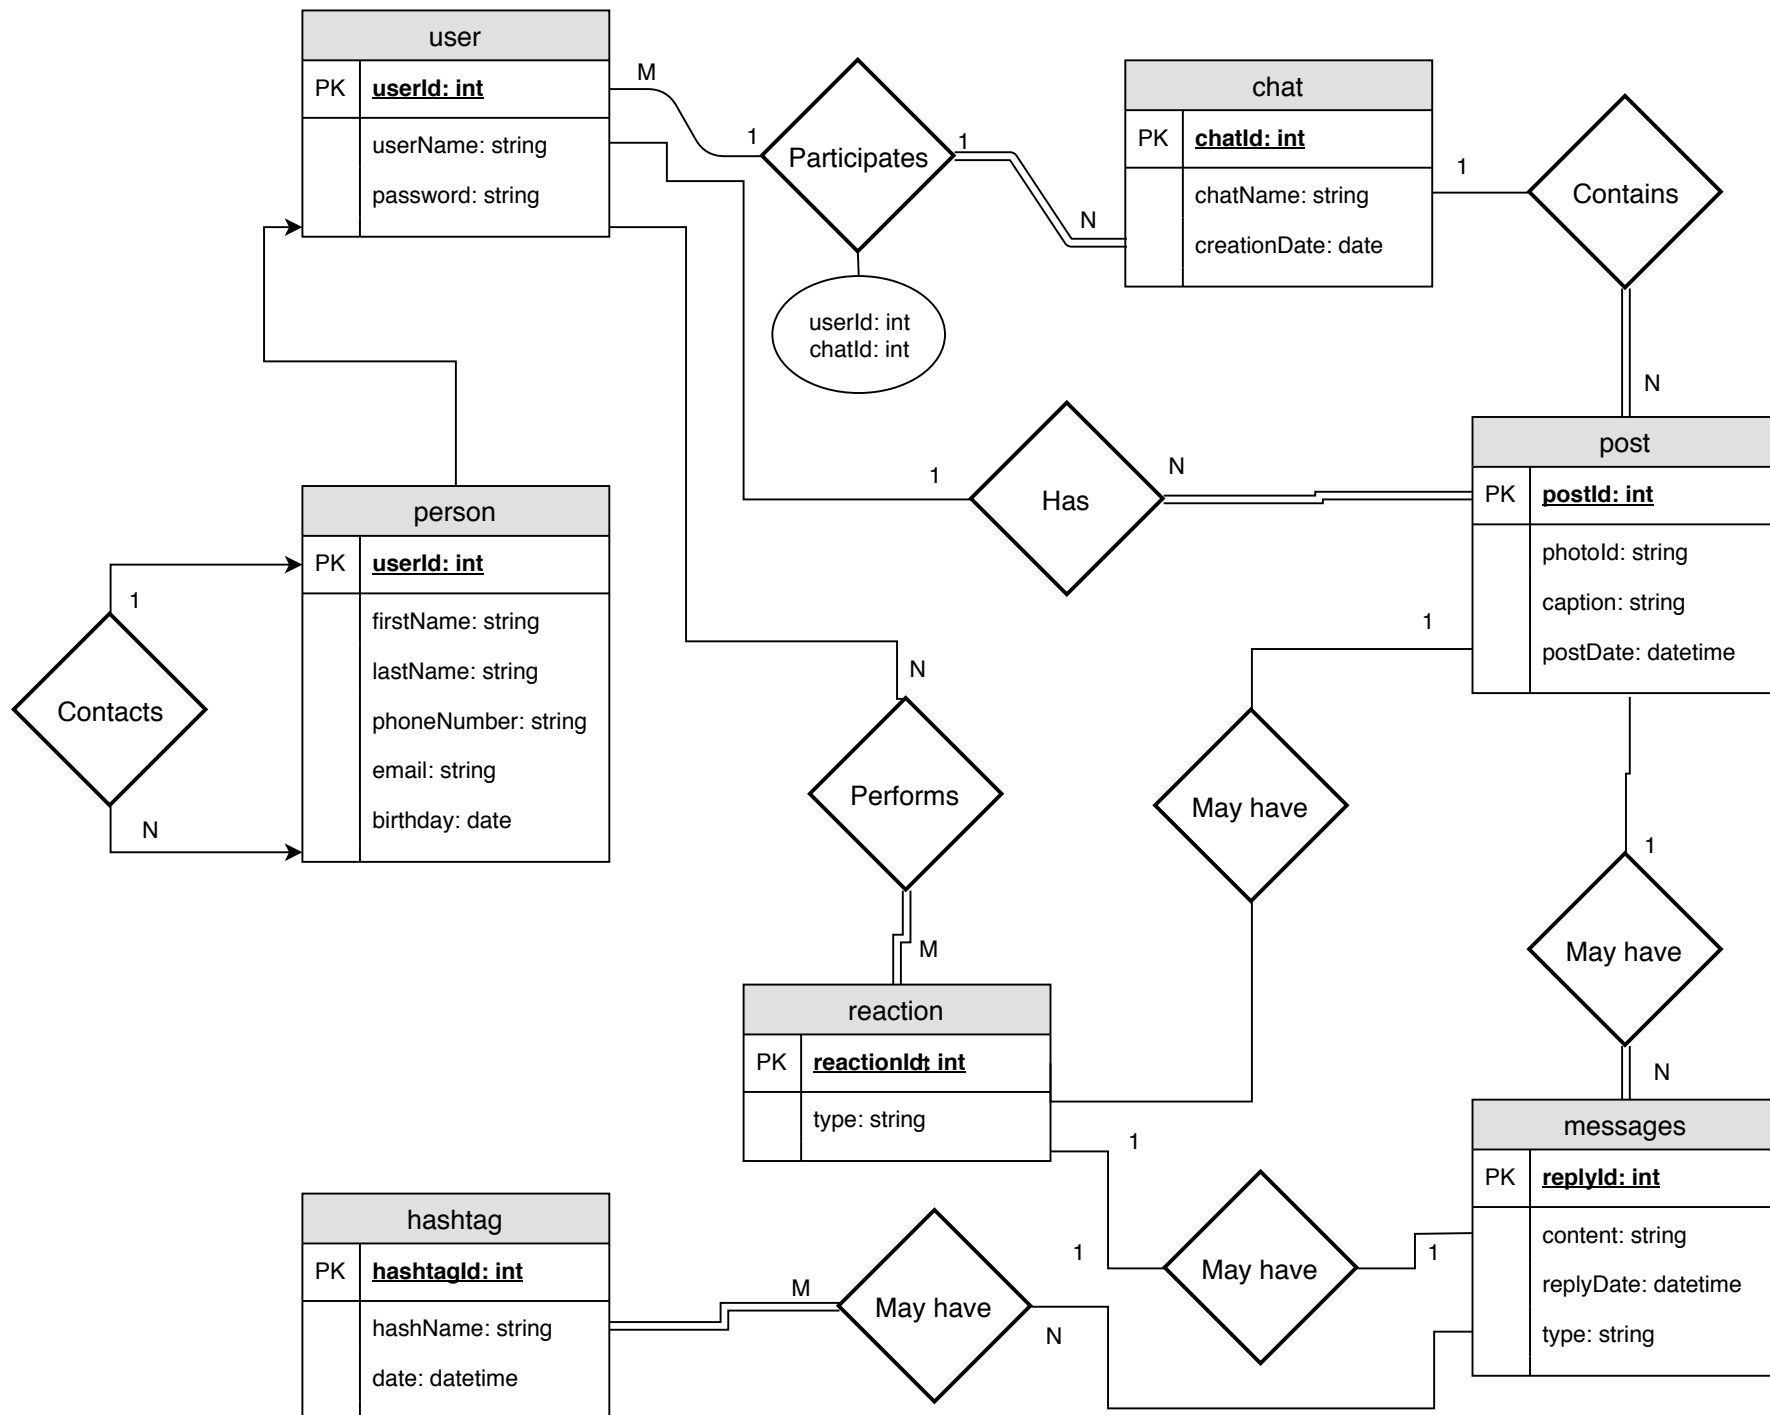 user
PK
userId: int
userName: string
password: string
M
1
Participates
1
N
userId: int
chatId: int
chat
PK
chatId: int
chatName: string
creationDate: date
1
Contains
N
post
PK
postId: int
photoId: string
caption: string
postDate: datetime
1
Has
N
person
PK
userId: int
firstName: string
lastName: string
phoneNumber: string
email: string
birthday: date
1
Contacts
N
N
Performs
M
1
May have
1
May have
N
reaction
PK
reactionId: int
type: string
1
1
May have
1
messages
PK
replyId: int
content: string
replyDate: datetime
type: string
hashtag
PK
hashtagId: int
hashName: string
date: datetime
M
May have
N